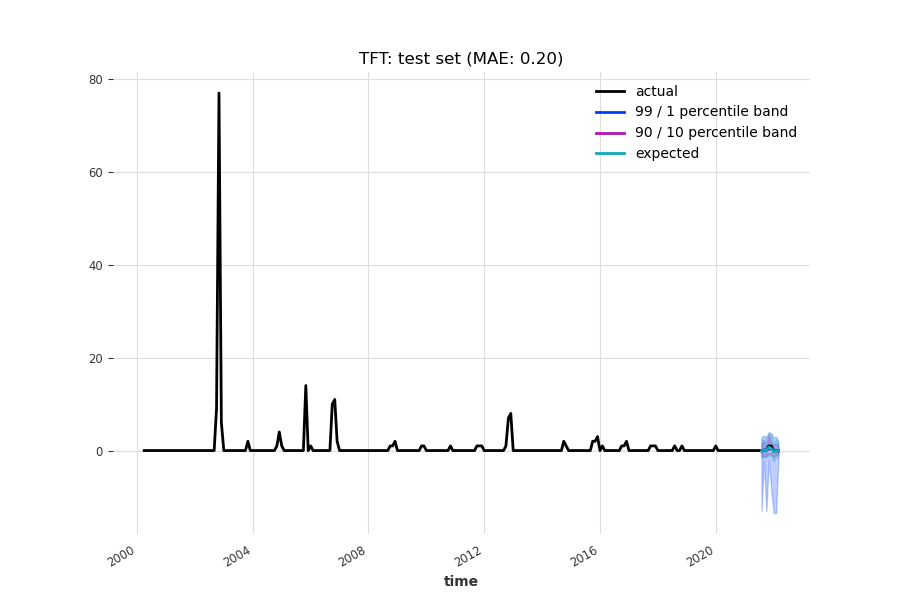 TFT: test set (MAE: 0.20)
80
60
40
20
0
actual
99 / 1 percentile band
90 / 10 percentile band
expected
2000
2004
2008
2012
2016
2020
time